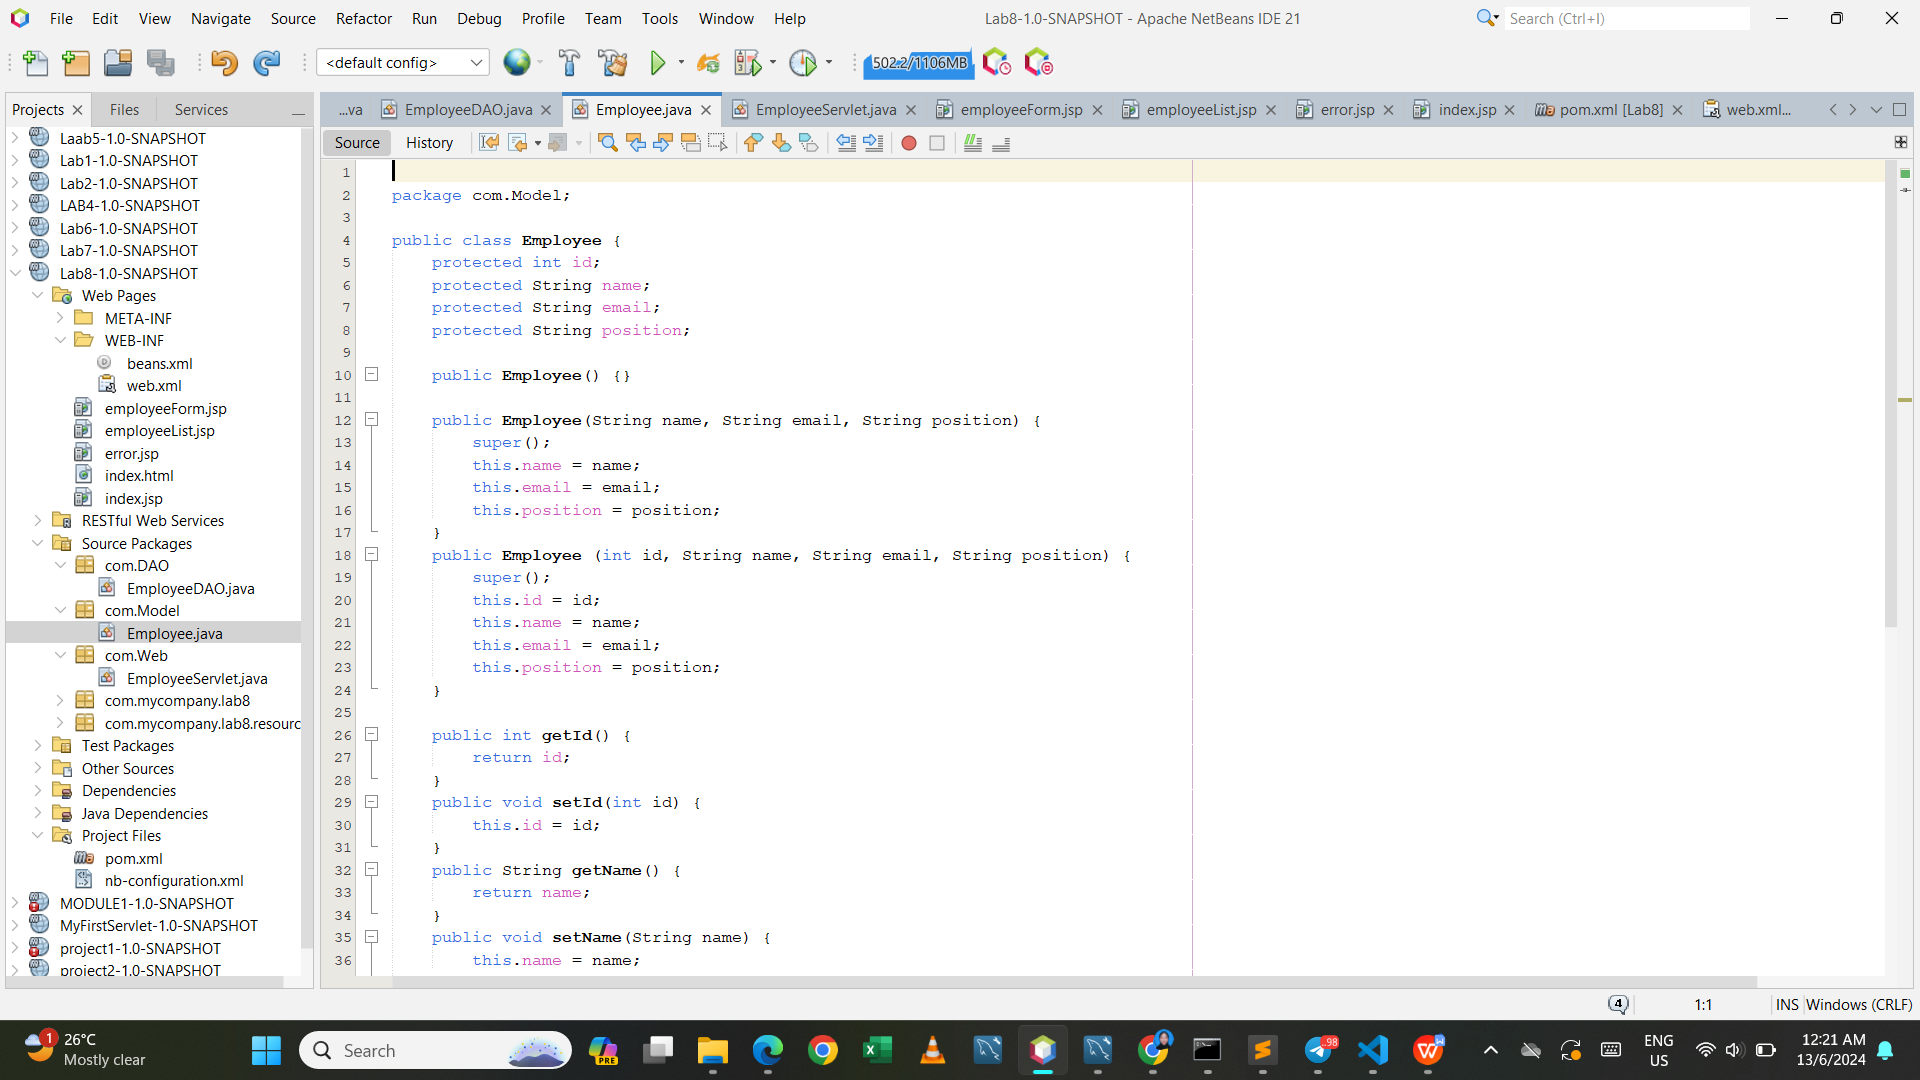 File Edit View Navigate Source Refactor Run Debug Profile Team Tools Window Help
Lab8-1.0-SNAPSHOT - Apache NetBeans IDE 21
Search (Ctrl+I)
<default config>
502.2/1106MB
Projects Files Services
...va EmployeeDAO.java Employee.java EmployeeServlet.java employeeForm.jsp employeeList.jsp error.jsp index.jsp pom.xml [Lab8] web.xml...
Source History
Laab5-1.0-SNAPSHOT
Lab1-1.0-SNAPSHOT
Lab2-1.0-SNAPSHOT
LAB4-1.0-SNAPSHOT
Lab6-1.0-SNAPSHOT
Lab7-1.0-SNAPSHOT
Lab8-1.0-SNAPSHOT
Web Pages
META-INF
WEB-INF
beans.xml
web.xml
employeeForm.jsp
employeeList.jsp
error.jsp
index.html
index.jsp
RESTful Web Services
Source Packages
com.DAO
EmployeeDAO.java
com.Model
Employee.java
com.Web
EmployeeServlet.java
com.mycompany.lab8
com.mycompany.lab8.resourc
Test Packages
Other Sources
Dependencies
Java Dependencies
Project Files
pom.xml
nb-configuration.xml
MODULE1-1.0-SNAPSHOT
MyFirstServlet-1.0-SNAPSHOT
project1-1.0-SNAPSHOT
project2-1.0-SNAPSHOT
1
2 package com.Model;
3
4 public class Employee {
5 protected int id;
6 protected String name;
7 protected String email;
8 protected String position;
9
10 public Employee() {}
11
12 public Employee(String name, String email, String position) {
13 super();
14 this.name = name;
15 this.email = email;
16 this.position = position;
17 }
18 public Employee (int id, String name, String email, String position) {
19 super();
20 this.id = id;
21 this.name = name;
22 this.email = email;
23 this.position = position;
24 }
25
26 public int getId() {
27 return id;
28 }
29 public void setId(int id) {
30 this.id = id;
31 }
32 public String getName() {
33 return name;
34 }
35 public void setName(String name) {
36 this.name = name;
4 1:1 INS Windows (CRLF)
1 26°C
Mostly clear
Search
PRE
98
ENG
US
12:21 AM
13/6/2024